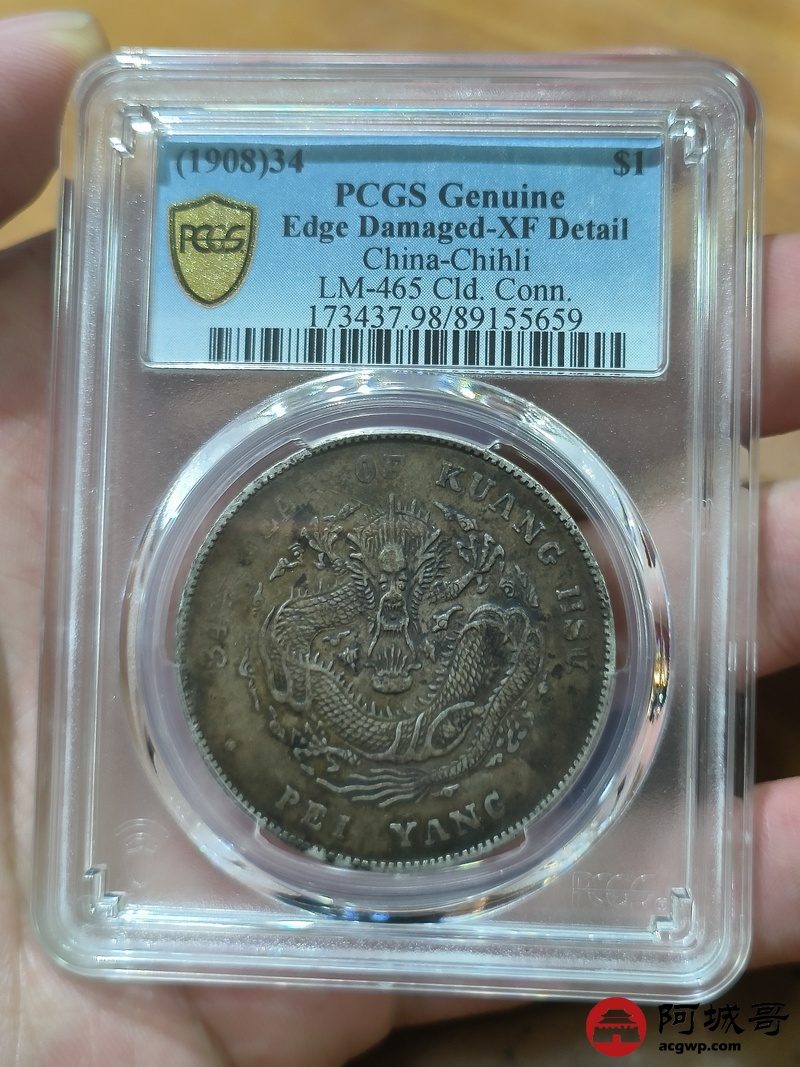 (1908)34 $1
PCGS Genuine
Edge Damaged-XF Detail
China-Chihli
LM-465 Cld. Conn.
173437.98/89155659
PCGS
OF KUANG HSU
PEI YANG
PCGS
阿城哥
acgwp.com